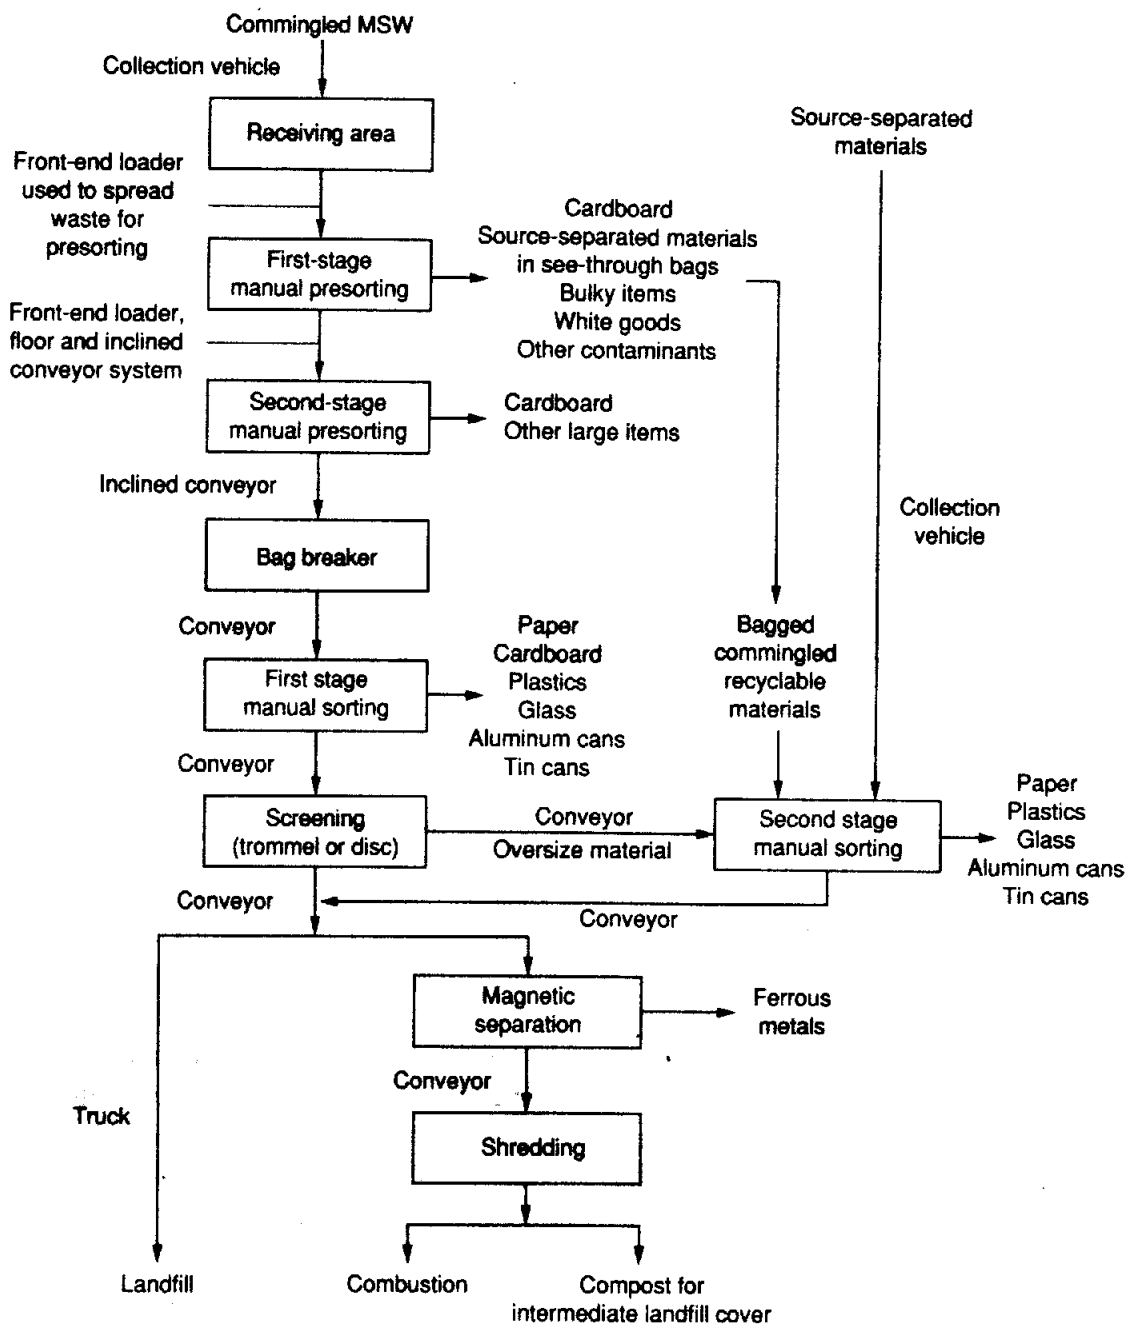 Commingled MSW
Collection vehicle
Receiving area
Source-separated
materials
Front-end loader
used to spread
waste for
presorting
First-stage
manual presorting
Cardboard
Source-separated materials
in see-through bags
Bulky items
White goods
Other contaminants
Front-end loader,
floor and inclined
conveyor system
Second-stage
manual presorting
Cardboard
Other large items
Inclined conveyor
Collection
vehicle
Bag breaker
Conveyor
First stage
manual sorting
Paper
Cardboard
Plastics
Glass
Aluminum cans
Tin cans
Bagged
commingled
recyclable
materials
Conveyor
Screening
(trommel or disc)
Conveyor
Oversize material
Second stage
manual sorting
Paper
Plastics
Glass
Aluminum cans
Tin cans
Conveyor
Conveyor
Magnetic
separation
Ferrous
metals
Conveyor
Truck
Shredding
Landfill
Combustion
Compost for
intermediate landfill cover